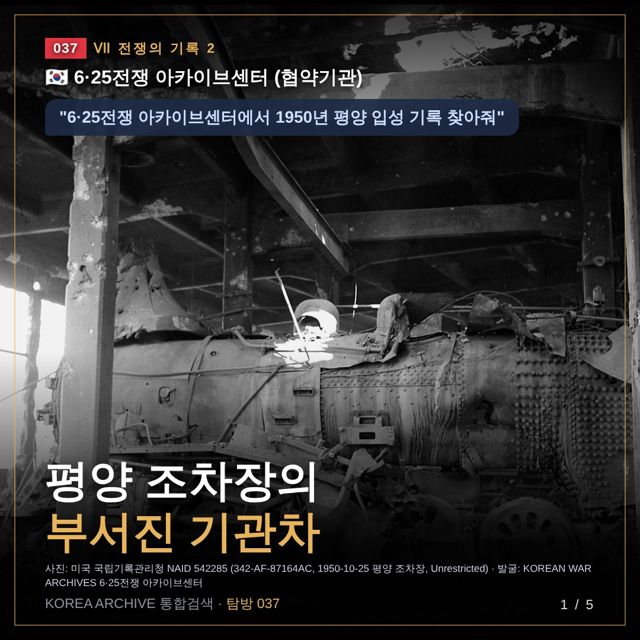 037 VII 전쟁의 기록 2
🇰🇷 6·25전쟁 아카이브센터 (협약기관)
"6·25전쟁 아카이브센터에서 1950년 평양 입성 기록 찾아줘"
평양 조차장의
부서진 기관차
사진: 미국 국립기록관리청 NAID 542285 (342-AF-87164AC, 1950-10-25 평양 조차장, Unrestricted) · 발굴: KOREAN WAR
ARCHIVES 6·25전쟁 아카이브센터
KOREA ARCHIVE 통합검색 · 탐방 037
1 / 5